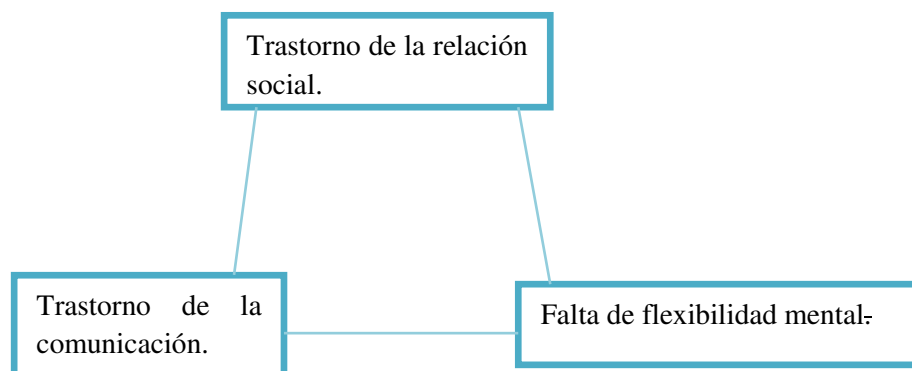 Trastorno de la relación
social.
Trastorno de la
comunicación.
Falta de flexibilidad mental.